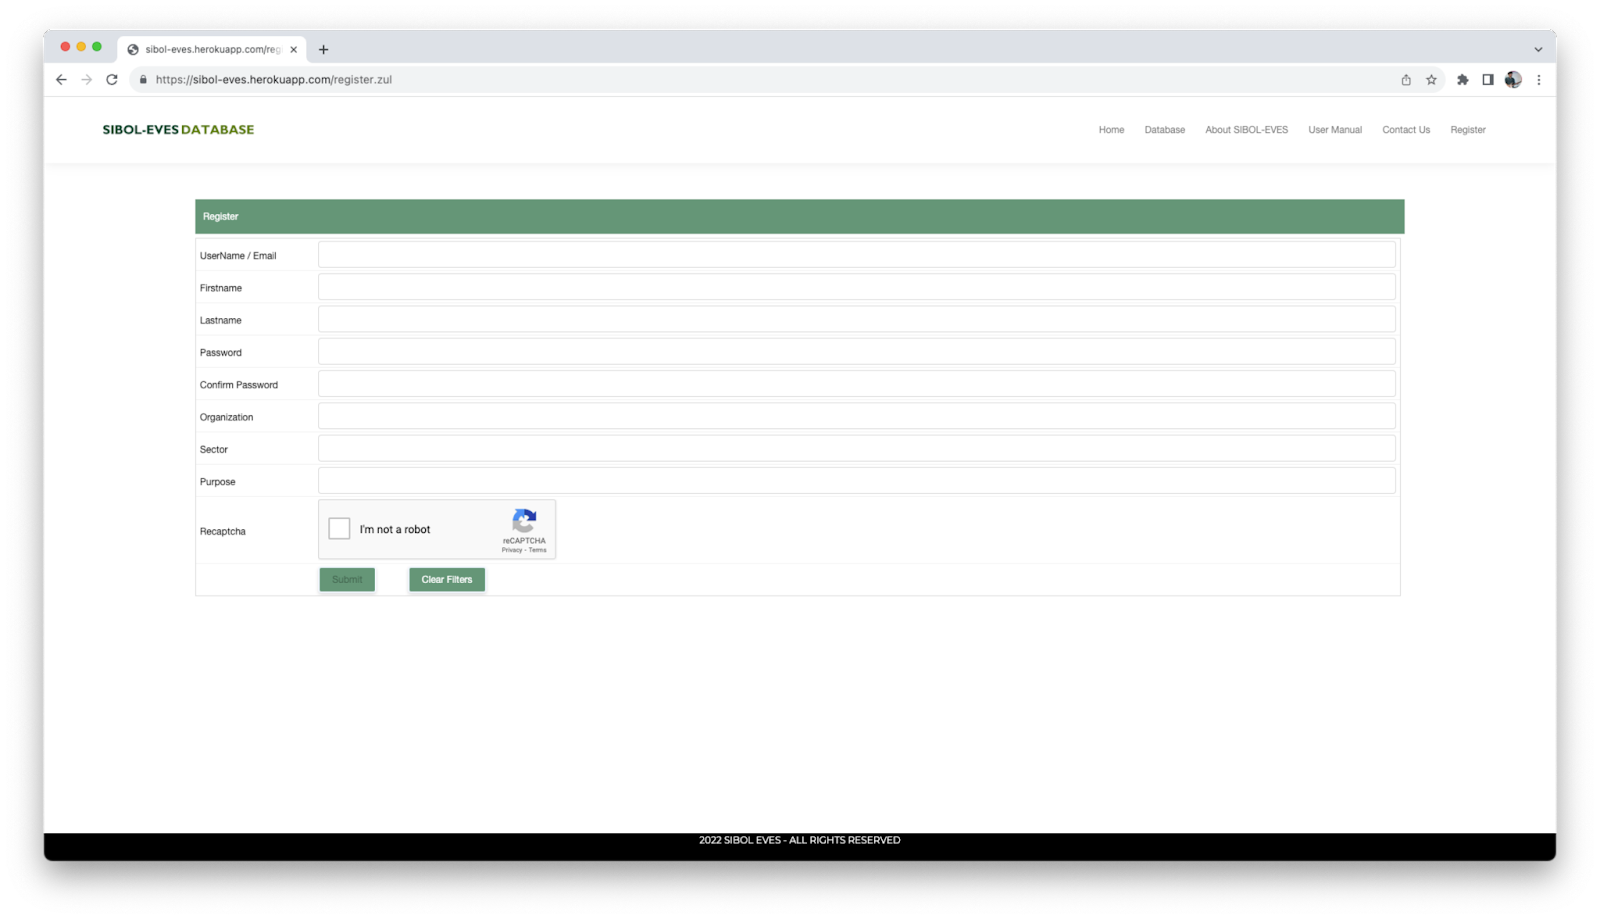 sibol-eves.herokuapp.com/reg
https://sibol-eves.herokuapp.com/register.zul
SIBOL-EVES DATABASE
Home Database About SIBOL-EVES User Manual Contact Us Register
Register
UserName / Email
Firstname
Lastname
Password
Confirm Password
Organization
Sector
Purpose
Recaptcha
I'm not a robot
reCAPTCHA
Privacy - Terms
Submit Clear Filters
2022 SIBOL EVES - ALL RIGHTS RESERVED